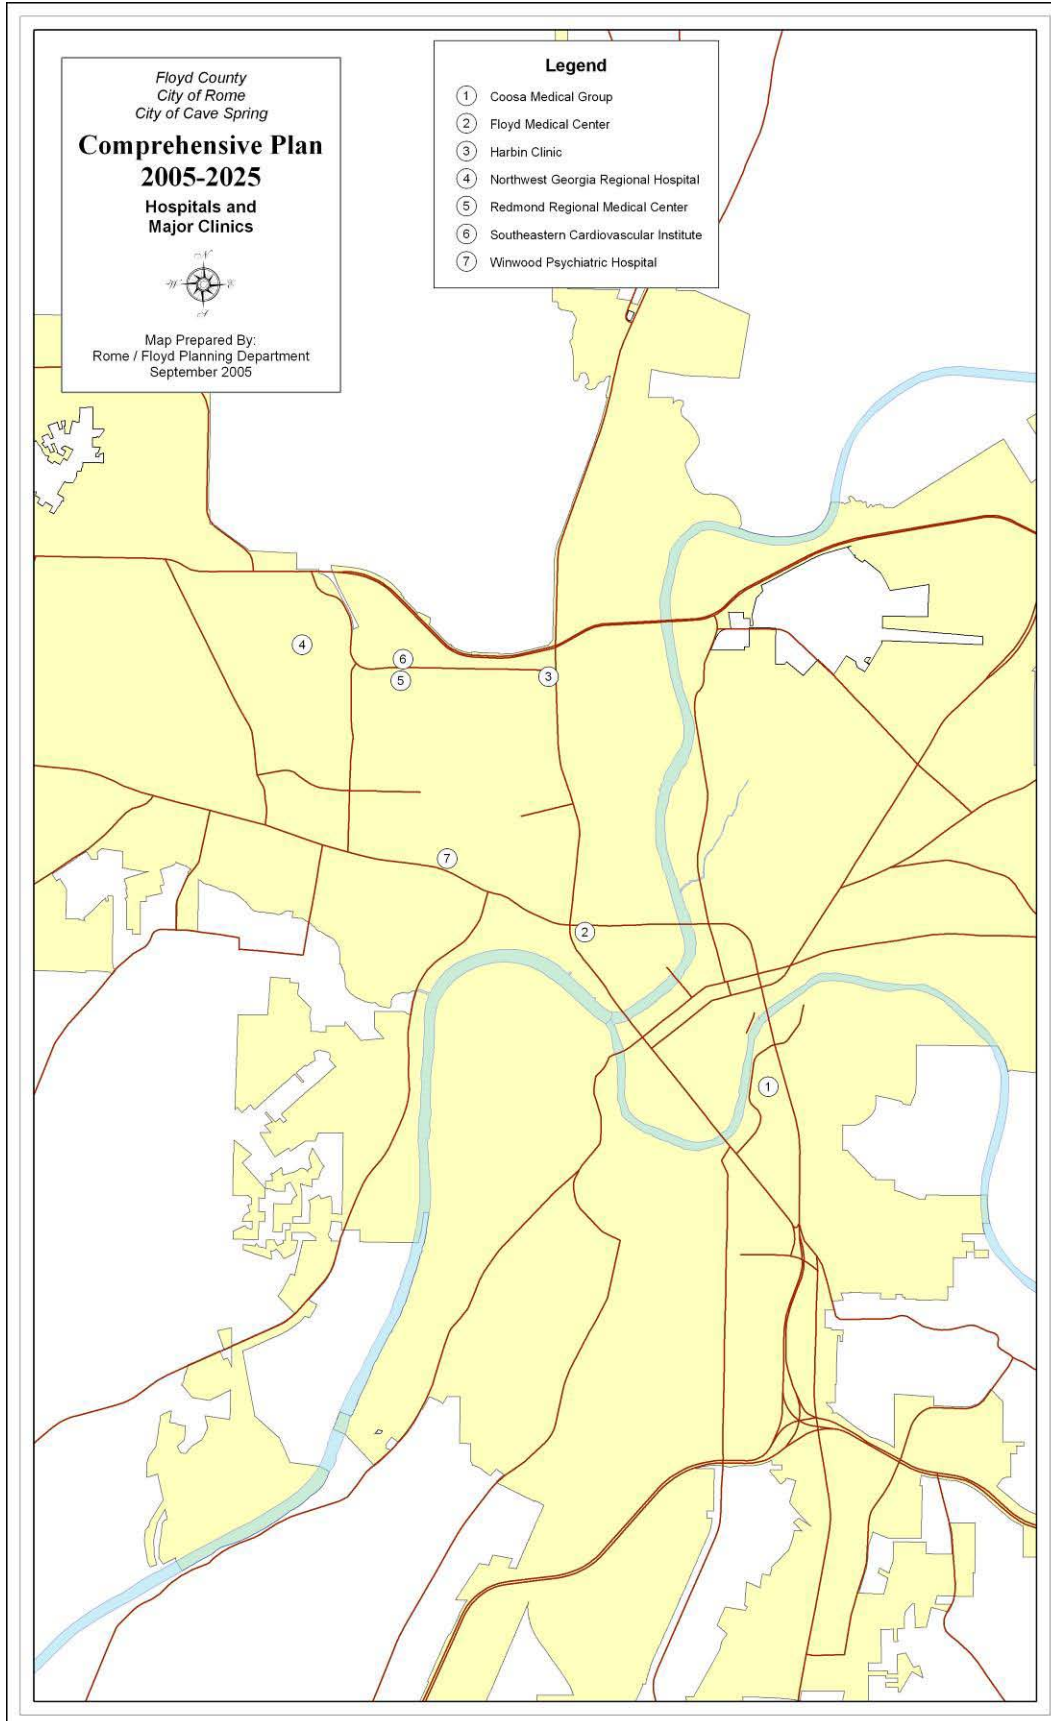 Floyd County
City of Rome
City of Cave Spring
Comprehensive Plan
2005-2025
Hospitals and
Major Clinics
N
W E
S
Map Prepared By:
Rome / Floyd Planning Department
September 2005
Legend
1 Coosa Medical Group
2 Floyd Medical Center
3 Harbin Clinic
4 Northwest Georgia Regional Hospital
5 Redmond Regional Medical Center
6 Southeastern Cardiovascular Institute
7 Winwood Psychiatric Hospital
4
6
5
3
7
2
1